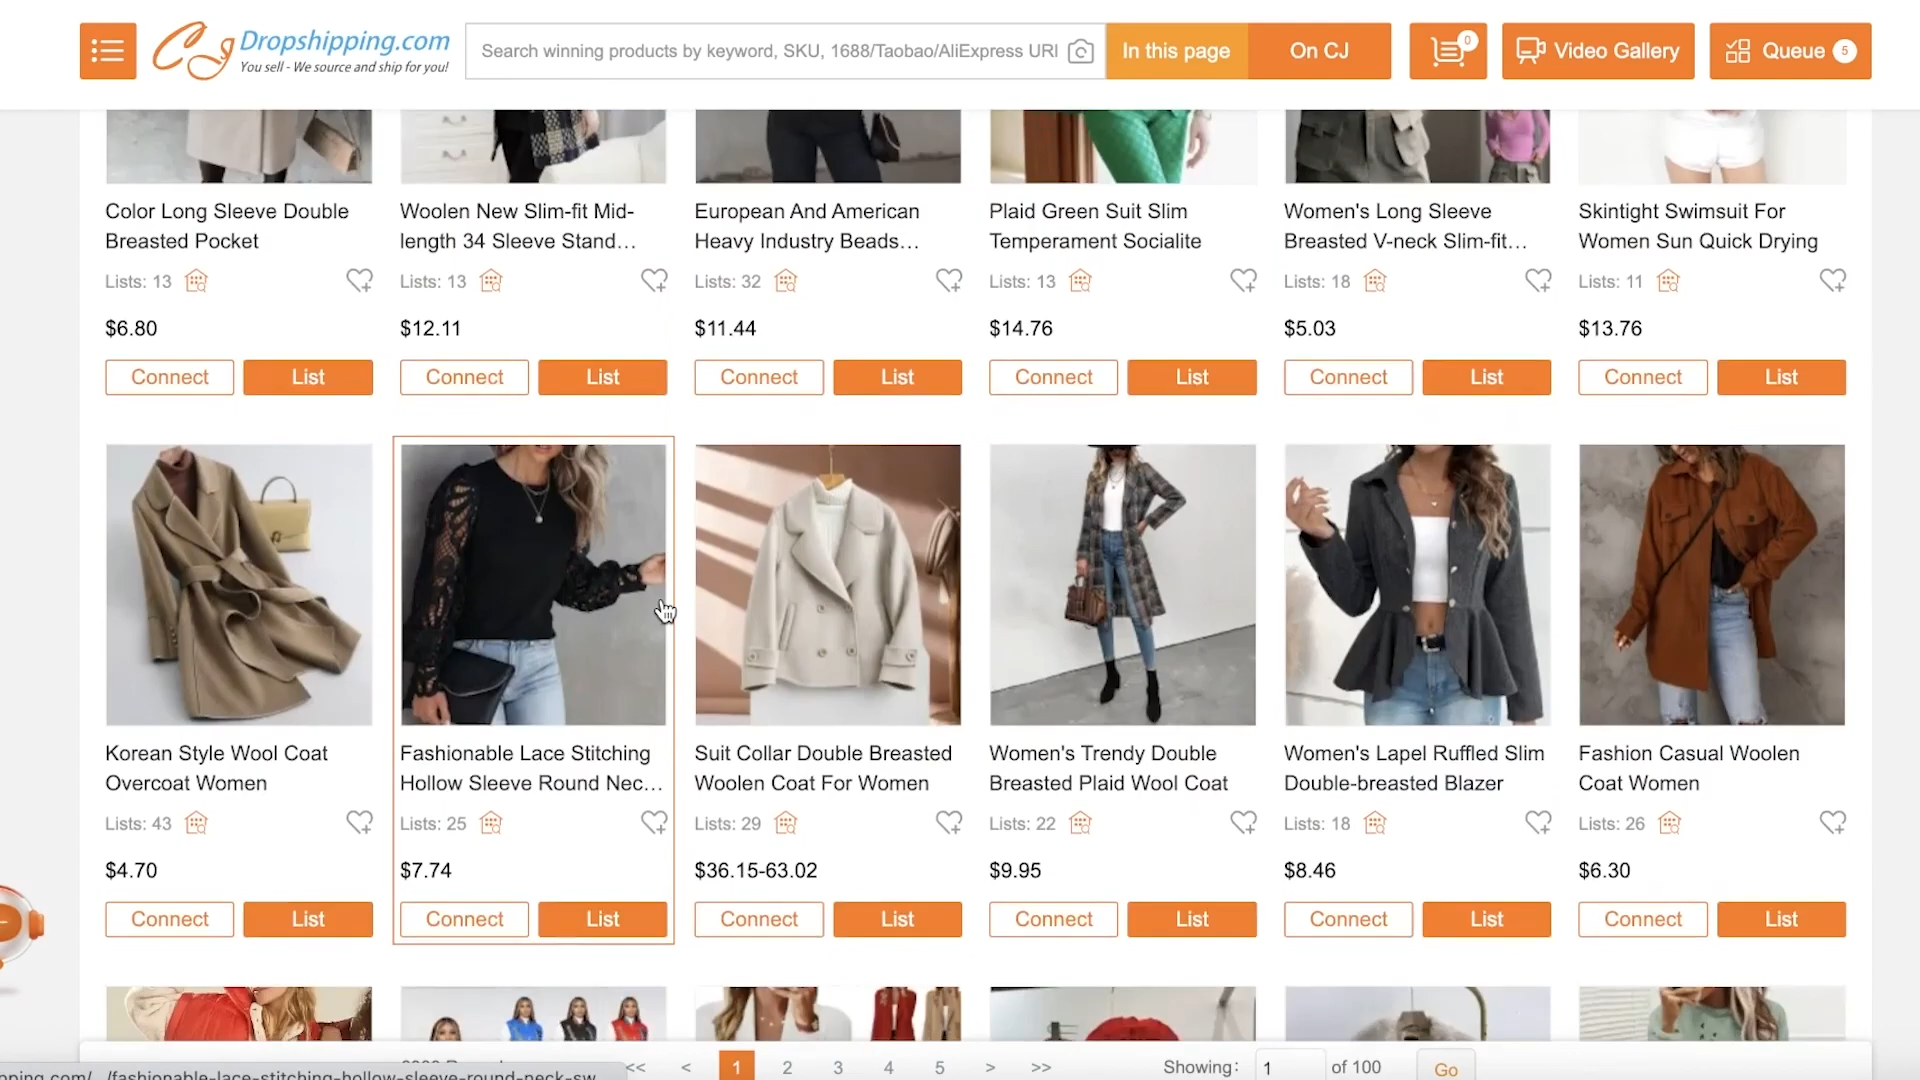 CJ Dropshipping.com
You sell - We source and ship for you!
Search winning products by keyword, SKU, 1688/Taobao/AliExpress URI
In this page
On CJ
0
Video Gallery
Queue 5
Color Long Sleeve Double
Breasted Pocket
Lists: 13
$6.80
Connect
List
Woolen New Slim-fit Mid-
length 34 Sleeve Stand...
Lists: 13
$12.11
Connect
List
European And American
Heavy Industry Beads...
Lists: 32
$11.44
Connect
List
Plaid Green Suit Slim
Temperament Socialite
Lists: 13
$14.76
Connect
List
Women's Long Sleeve
Breasted V-neck Slim-fit...
Lists: 18
$5.03
Connect
List
Skintight Swimsuit For
Women Sun Quick Drying
Lists: 11
$13.76
Connect
List
Korean Style Wool Coat
Overcoat Women
Lists: 43
$4.70
Connect
List
Fashionable Lace Stitching
Hollow Sleeve Round Nec...
Lists: 25
$7.74
Connect
List
Suit Collar Double Breasted
Woolen Coat For Women
Lists: 29
$36.15-63.02
Connect
List
Women's Trendy Double
Breasted Plaid Wool Coat
Lists: 22
$9.95
Connect
List
Women's Lapel Ruffled Slim
Double-breasted Blazer
Lists: 18
$8.46
Connect
List
Fashion Casual Woolen
Coat Women
Lists: 26
$6.30
Connect
List
<< < 1 2 3 4 5 > >>
Showing: 1 of 100 Go
pping.com/.../fashionable-lace-stitching-hollow-sleeve-round-neck-sw...